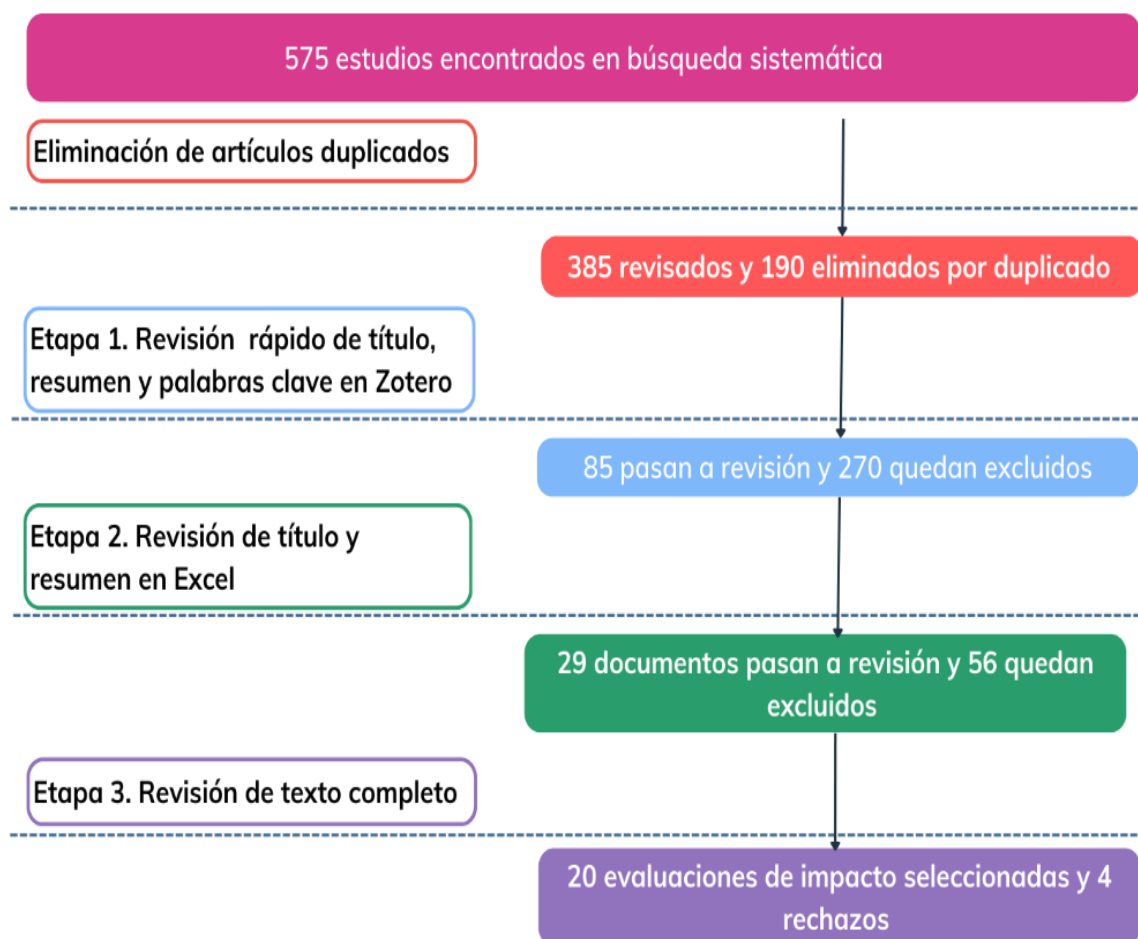 575 estudios encontrados en búsqueda sistemática
Eliminación de artículos duplicados
385 revisados y 190 eliminados por duplicado
Etapa 1. Revisión rápido de título,
resumen y palabras clave en Zotero
85 pasan a revisión y 270 quedan excluidos
Etapa 2. Revisión de título y
resumen en Excel
29 documentos pasan a revisión y 56 quedan
excluidos
Etapa 3. Revisión de texto completo
20 evaluaciones de impacto seleccionadas y 4
rechazos